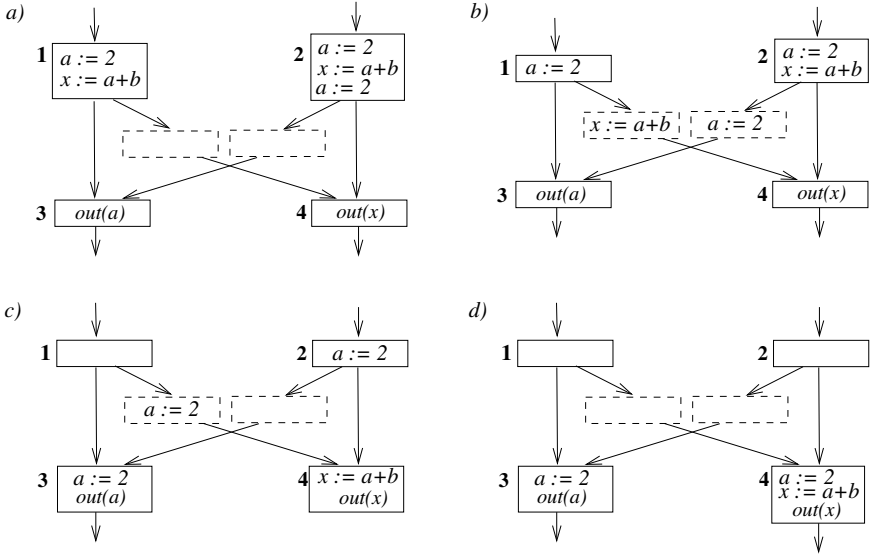 a)
1
a := 2
x := a+b
2
a := 2
x := a+b
a := 2
3
out(a)
4
out(x)
b)
1
a := 2
2
a := 2
x := a+b
x := a+b
a := 2
3
out(a)
4
out(x)
c)
1
2
a := 2
a := 2
3
a := 2
out(a)
4
x := a+b
out(x)
d)
1
2
3
a := 2
out(a)
4
a := 2
x := a+b
out(x)